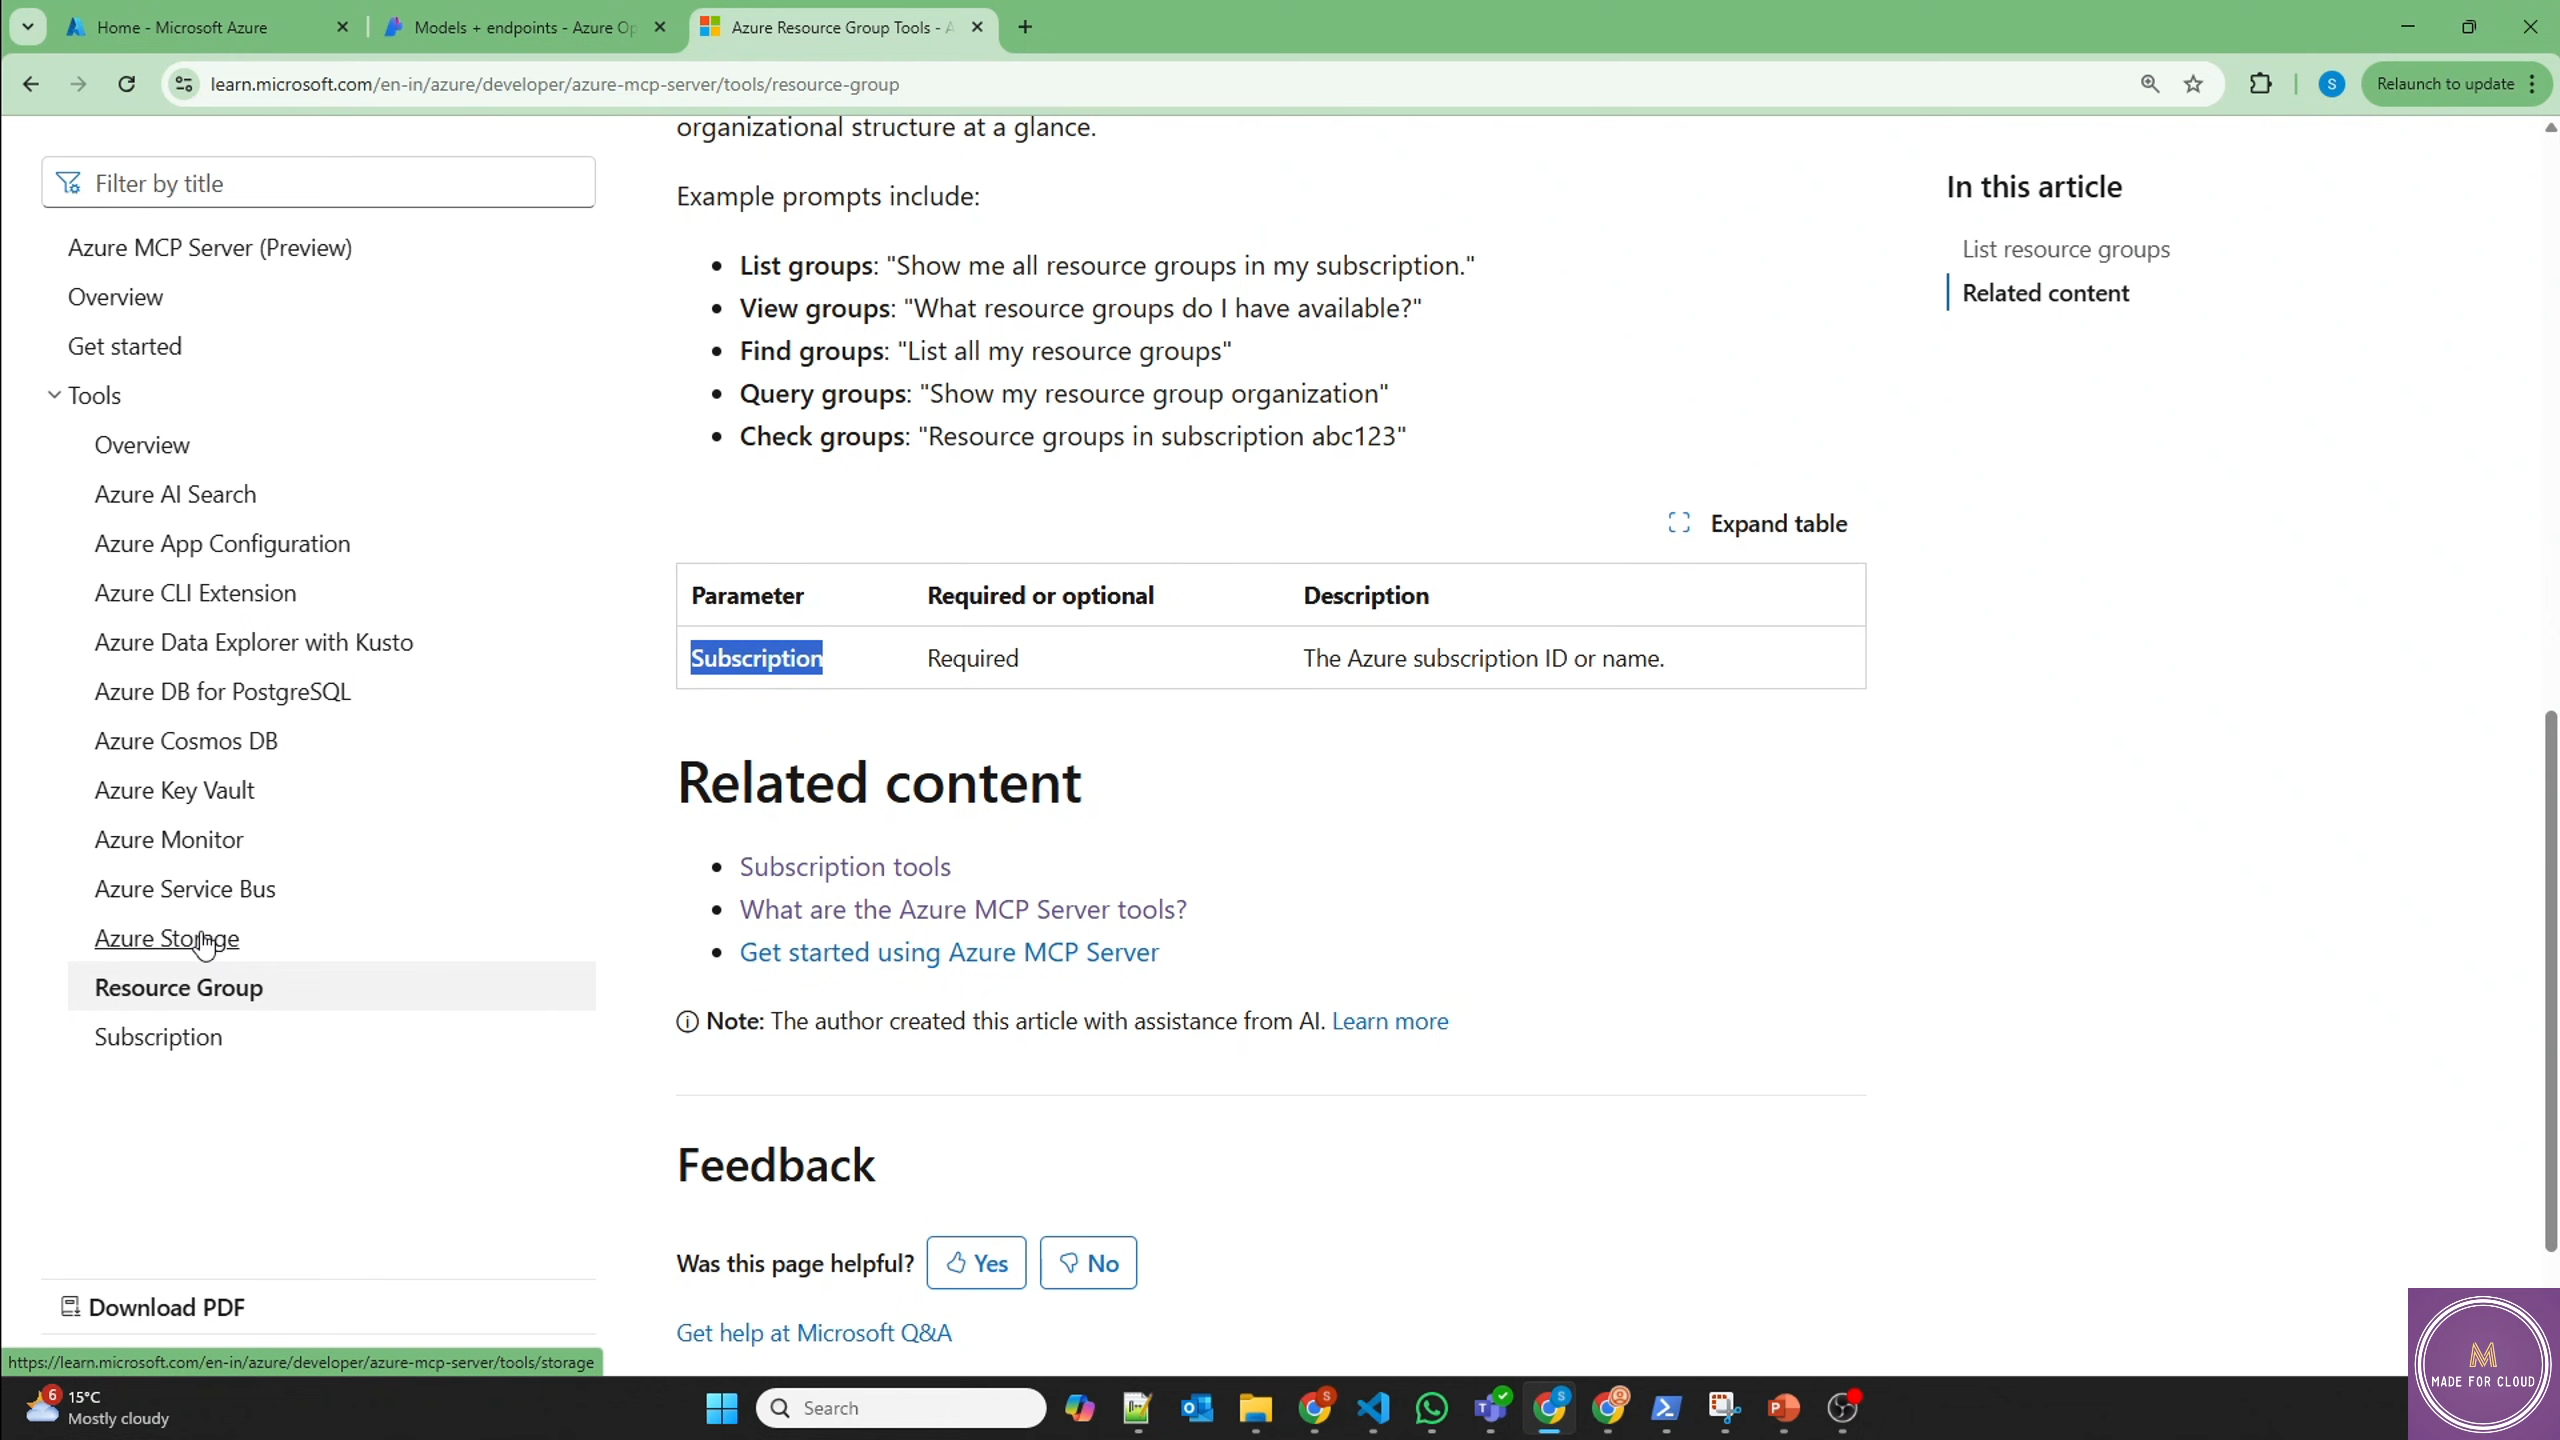 Home - Microsoft Azure
Models + endpoints - Azure Op
Azure Resource Group Tools - A
learn.microsoft.com/en-in/azure/developer/azure-mcp-server/tools/resource-group
S
Relaunch to update
Filter by title
Azure MCP Server (Preview)
Overview
Get started
Tools
Overview
Azure AI Search
Azure App Configuration
Azure CLI Extension
Azure Data Explorer with Kusto
Azure DB for PostgreSQL
Azure Cosmos DB
Azure Key Vault
Azure Monitor
Azure Service Bus
Azure Storage
Resource Group
Subscription
Download PDF
organizational structure at a glance.
Example prompts include:
List groups: "Show me all resource groups in my subscription."
View groups: "What resource groups do I have available?"
Find groups: "List all my resource groups"
Query groups: "Show my resource group organization"
Check groups: "Resource groups in subscription abc123"
Expand table
Parameter Required or optional Description
Subscription Required The Azure subscription ID or name.
Related content
Subscription tools
What are the Azure MCP Server tools?
Get started using Azure MCP Server
Note: The author created this article with assistance from AI. Learn more
Feedback
Was this page helpful? Yes No
Get help at Microsoft Q&A
In this article
List resource groups
Related content
https://learn.microsoft.com/en-in/azure/developer/azure-mcp-server/tools/storage
6
15°C
Mostly cloudy
Search
M
MADE FOR CLOUD